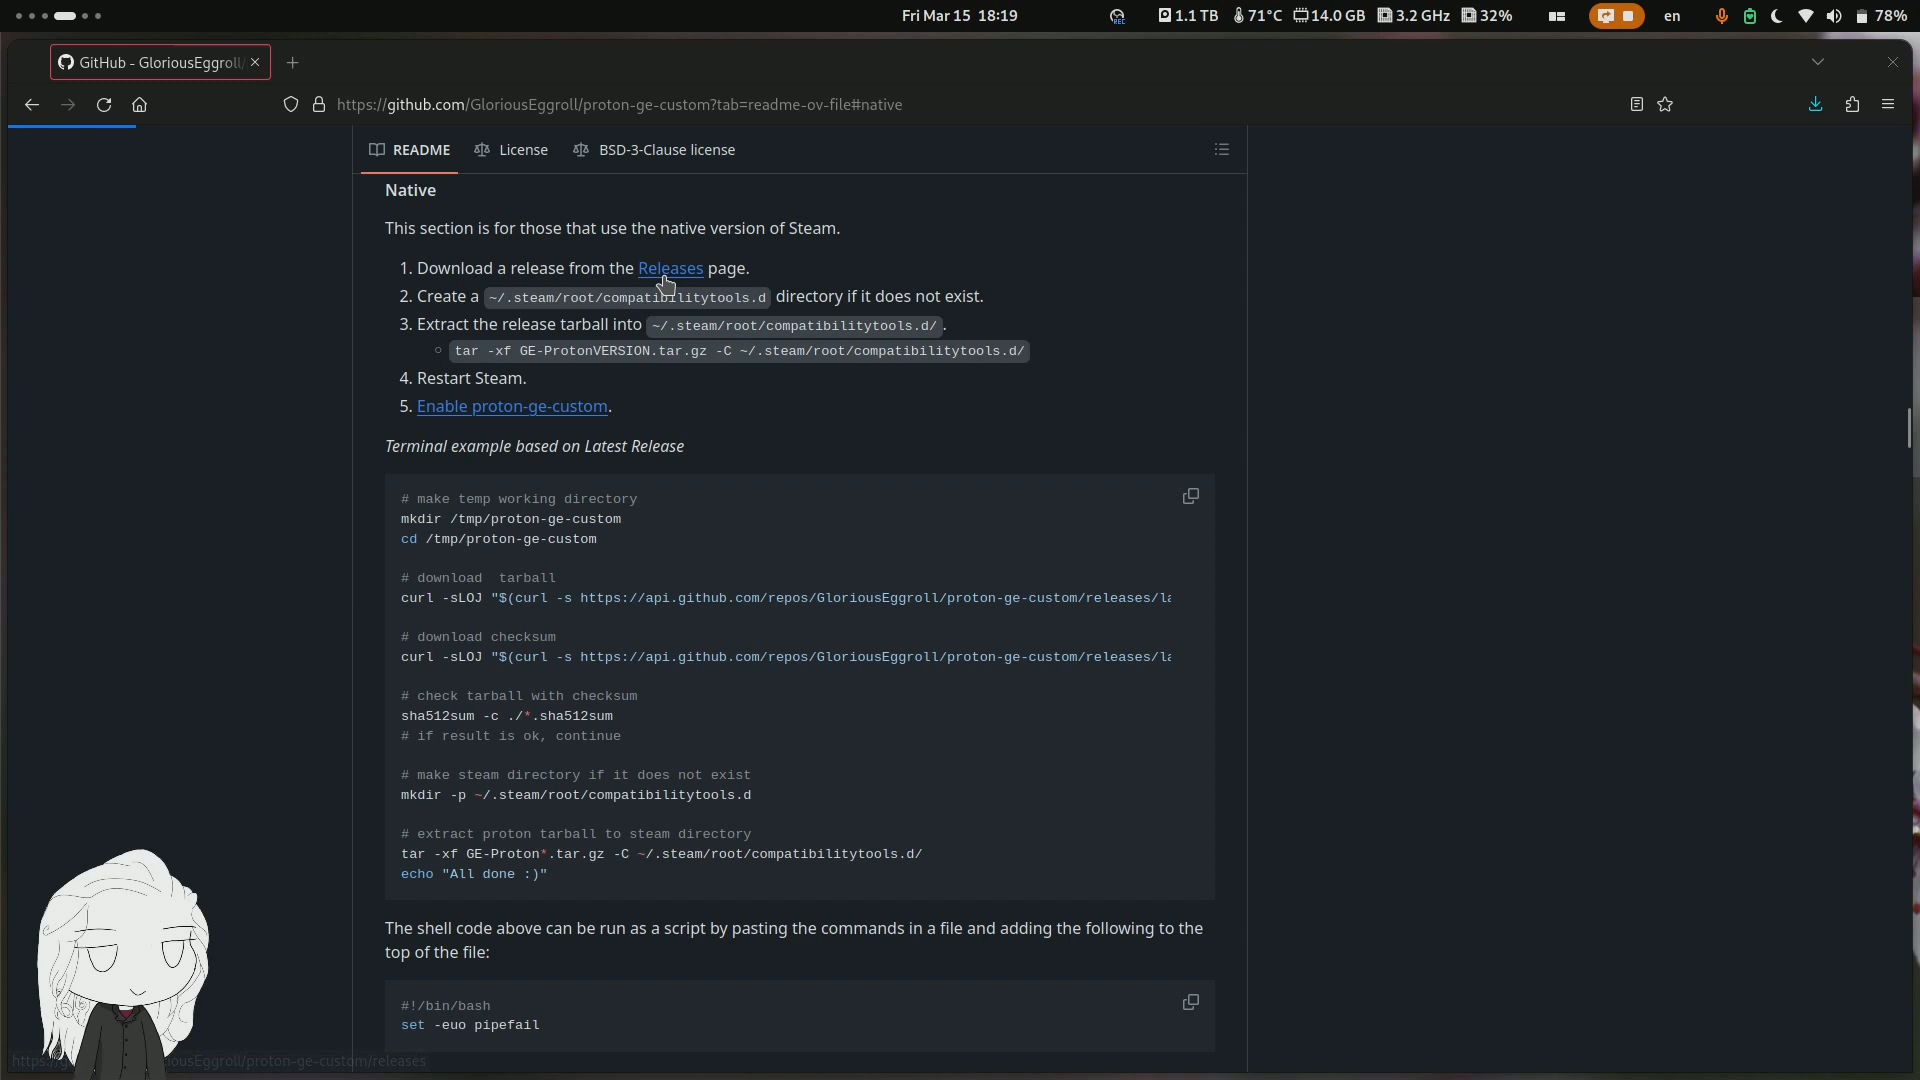 Fri Mar 15 18:19
REC
1.1 TB 71°C 14.0 GB 3.2 GHz 32%
en
78%
GitHub - GloriousEggroll/
https://github.com/GloriousEggroll/proton-ge-custom?tab=readme-ov-file#native
README
License
BSD-3-Clause license
Native
This section is for those that use the native version of Steam.
1. Download a release from the Releases page.
2. Create a ~/.steam/root/compatibilitytools.d directory if it does not exist.
3. Extract the release tarball into ~/.steam/root/compatibilitytools.d/ .
tar -xf GE-ProtonVERSION.tar.gz -C ~/.steam/root/compatibilitytools.d/
4. Restart Steam.
5. Enable proton-ge-custom.
Terminal example based on Latest Release
# make temp working directory
mkdir /tmp/proton-ge-custom
cd /tmp/proton-ge-custom
# download  tarball
curl -sLOJ "$(curl -s https://api.github.com/repos/GloriousEggroll/proton-ge-custom/releases/la
# download checksum
curl -sLOJ "$(curl -s https://api.github.com/repos/GloriousEggroll/proton-ge-custom/releases/la
# check tarball with checksum
sha512sum -c ./*.sha512sum
# if result is ok, continue
# make steam directory if it does not exist
mkdir -p ~/.steam/root/compatibilitytools.d
# extract proton tarball to steam directory
tar -xf GE-Proton*.tar.gz -C ~/.steam/root/compatibilitytools.d/
echo "All done :)"
The shell code above can be run as a script by pasting the commands in a file and adding the following to the
top of the file:
#!/bin/bash
set -euo pipefail
https://g iousEggroll/proton-ge-custom/releases